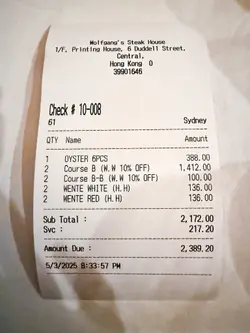 Wolfgang's Steak House
1/F. Printing House, 6 Duddell Street,
Central,
Hong Kong 0
39901646
Check # 10-008
61 Sydney
QTY Name Amount
1 OYSTER 6PCS 388.00
2 Course B (W.W 10% OFF) 1,412.00
2 Course B-B (W.W 10% OFF) 100.00
2 WENTE WHITE (H.H) 136.00
2 WENTE RED (H.H) 136.00
Sub Total : 2,172.00
Svc : 217.20
Amount Due : 2,389.20
5/3/2025 8:33:57 PM